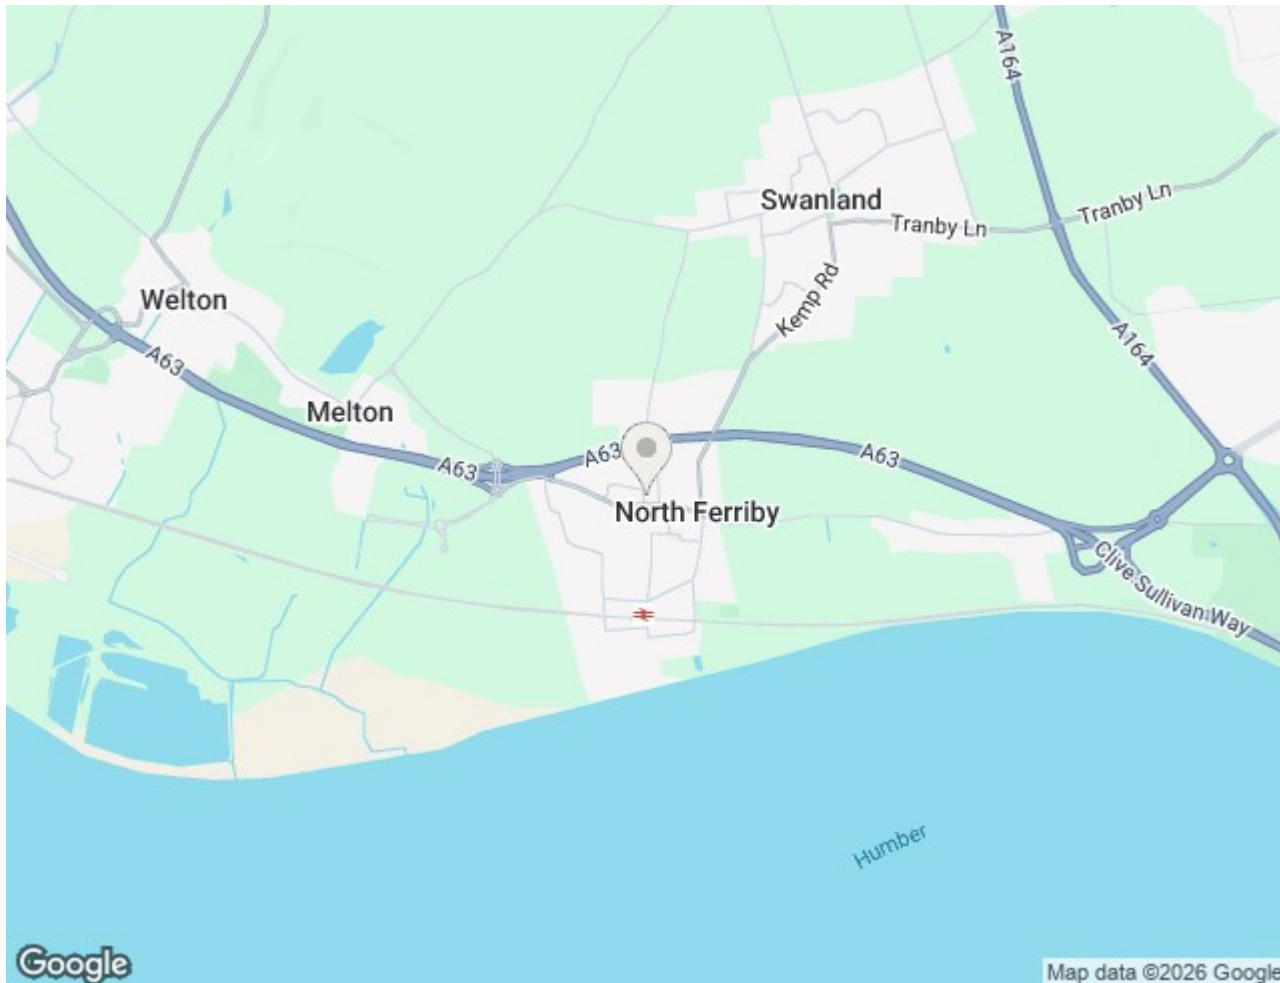 A164
Swanland
Tranby Ln
Tranby Ln
Kemp Rd
Welton
A63
A164
Melton
A63
A63
A63
North Ferriby
Clive Sullivan Way
Humber
Google
Map data ©2026 Google